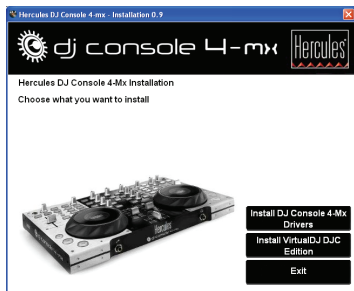 Hercules DJ Console 4-mx - Installation 0.9
dj console 4-mx
Hercules
Hercules DJ Console 4-Mx installation
Choose what you want to install
Hercules
Install DJ Console 4-Mx
Drivers
Install VirtualDJ DJC
Edition
Exit